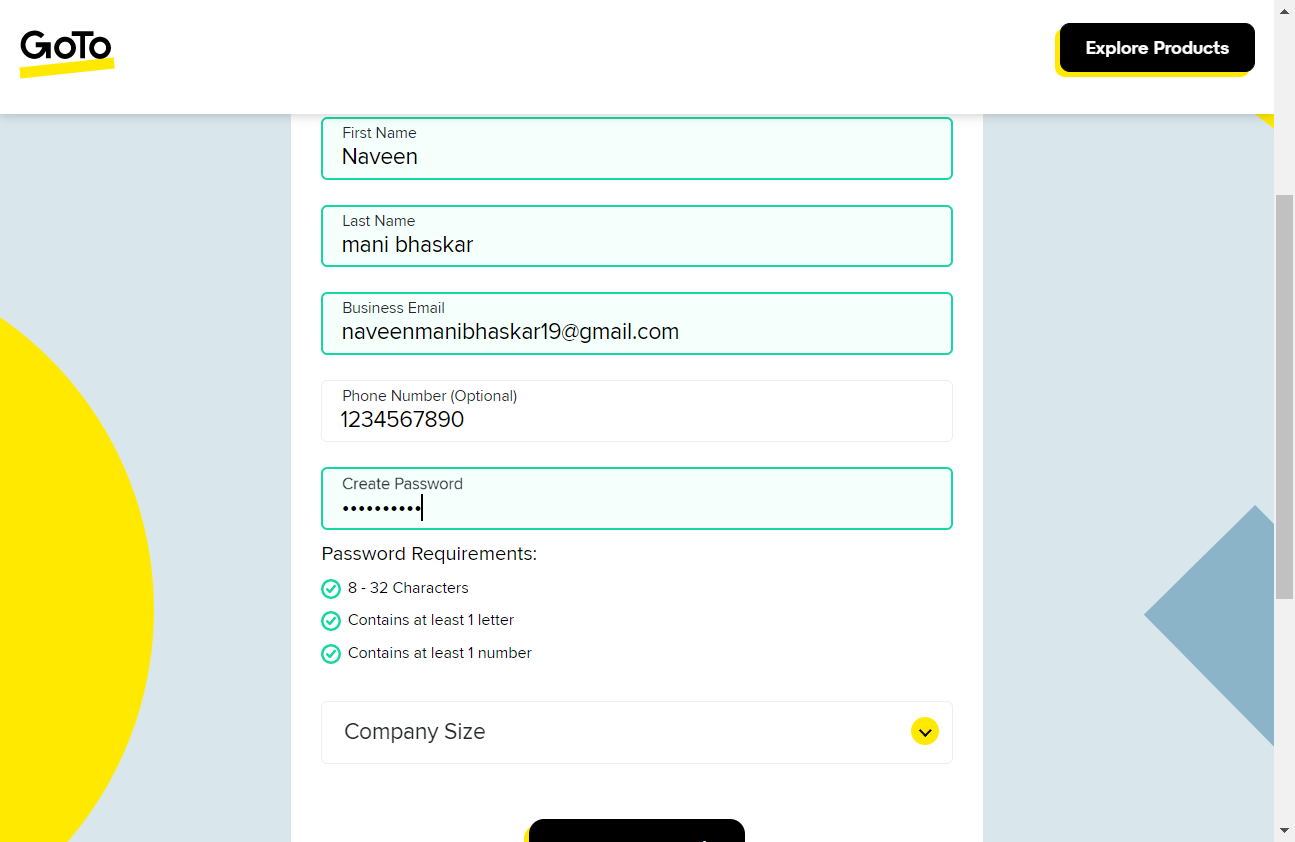 GoTo
Explore Products
First Name
Naveen
Last Name
mani bhaskar
Business Email
naveenmanibhaskar19@gmail.com
Phone Number (Optional)
1234567890
Create Password
••••••••••
Password Requirements:
8 - 32 Characters
Contains at least 1 letter
Contains at least 1 number
Company Size